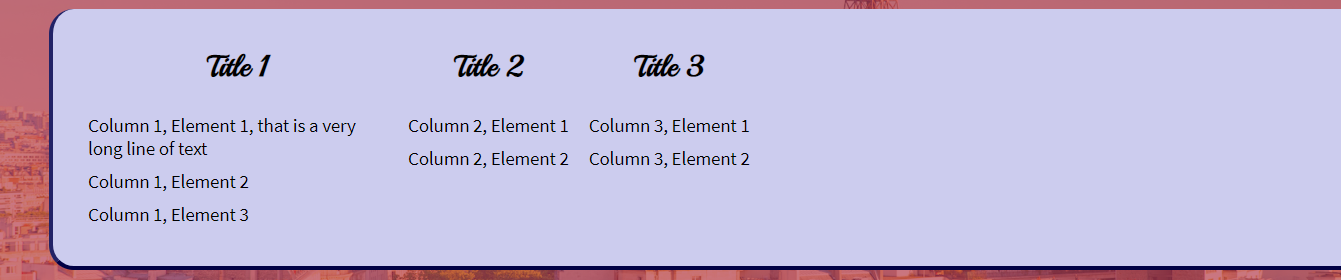 Title 1
Column 1, Element 1, that is a very
long line of text
Column 1, Element 2
Column 1, Element 3
Title 2
Column 2, Element 1
Column 2, Element 2
Title 3
Column 3, Element 1
Column 3, Element 2